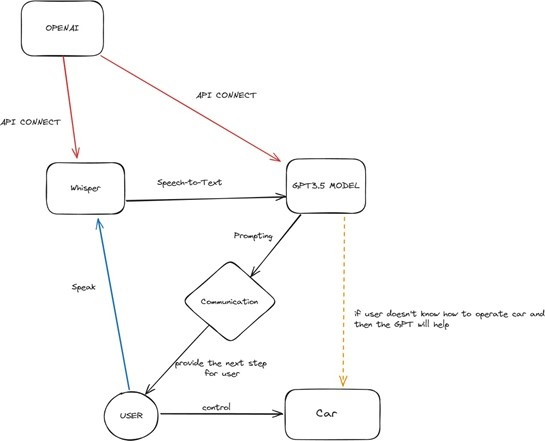 OPENAI
API CONNECT
API CONNECT
Whisper
Speech-to-Text
GPT3.5 MODEL
Prompting
Speak
Communication
if user doesn't know how to operate car and
then the GPT will help
provide the next step
for user
USER
control
Car